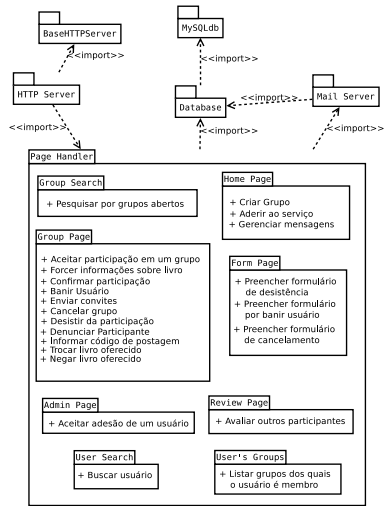 MySQLdb
BaseHTTPServer
<<import>>
<<import>>
HTTP Server
Database
<<import>>
Mail Server
<<import>>
<<import>>
<<import>>
Page Handler
Group Search
+ Pesquisar por grupos abertos
Home Page
+ Criar Grupo
+ Aderir ao serviço
+ Gerenciar mensagens
Group Page
+ Aceitar participação em um grupo
+ Forcer informações sobre livro
+ Confirmar participação
+ Banir Usuário
+ Enviar convites
+ Cancelar grupo
+ Desistir da participação
+ Denunciar Participante
+ Informar código de postagem
+ Trocar livro oferecido
+ Negar livro oferecido
Form Page
+ Preencher formulário
de desistência
+ Preencher formulário
por banir usuário
+ Preencher formulário
de cancelamento
Admin Page
+ Aceitar adesão de um usuário
Review Page
+ Avaliar outros participantes
User Search
+ Buscar usuário
User's Groups
+ Listar grupos dos quais
o usuário é membro